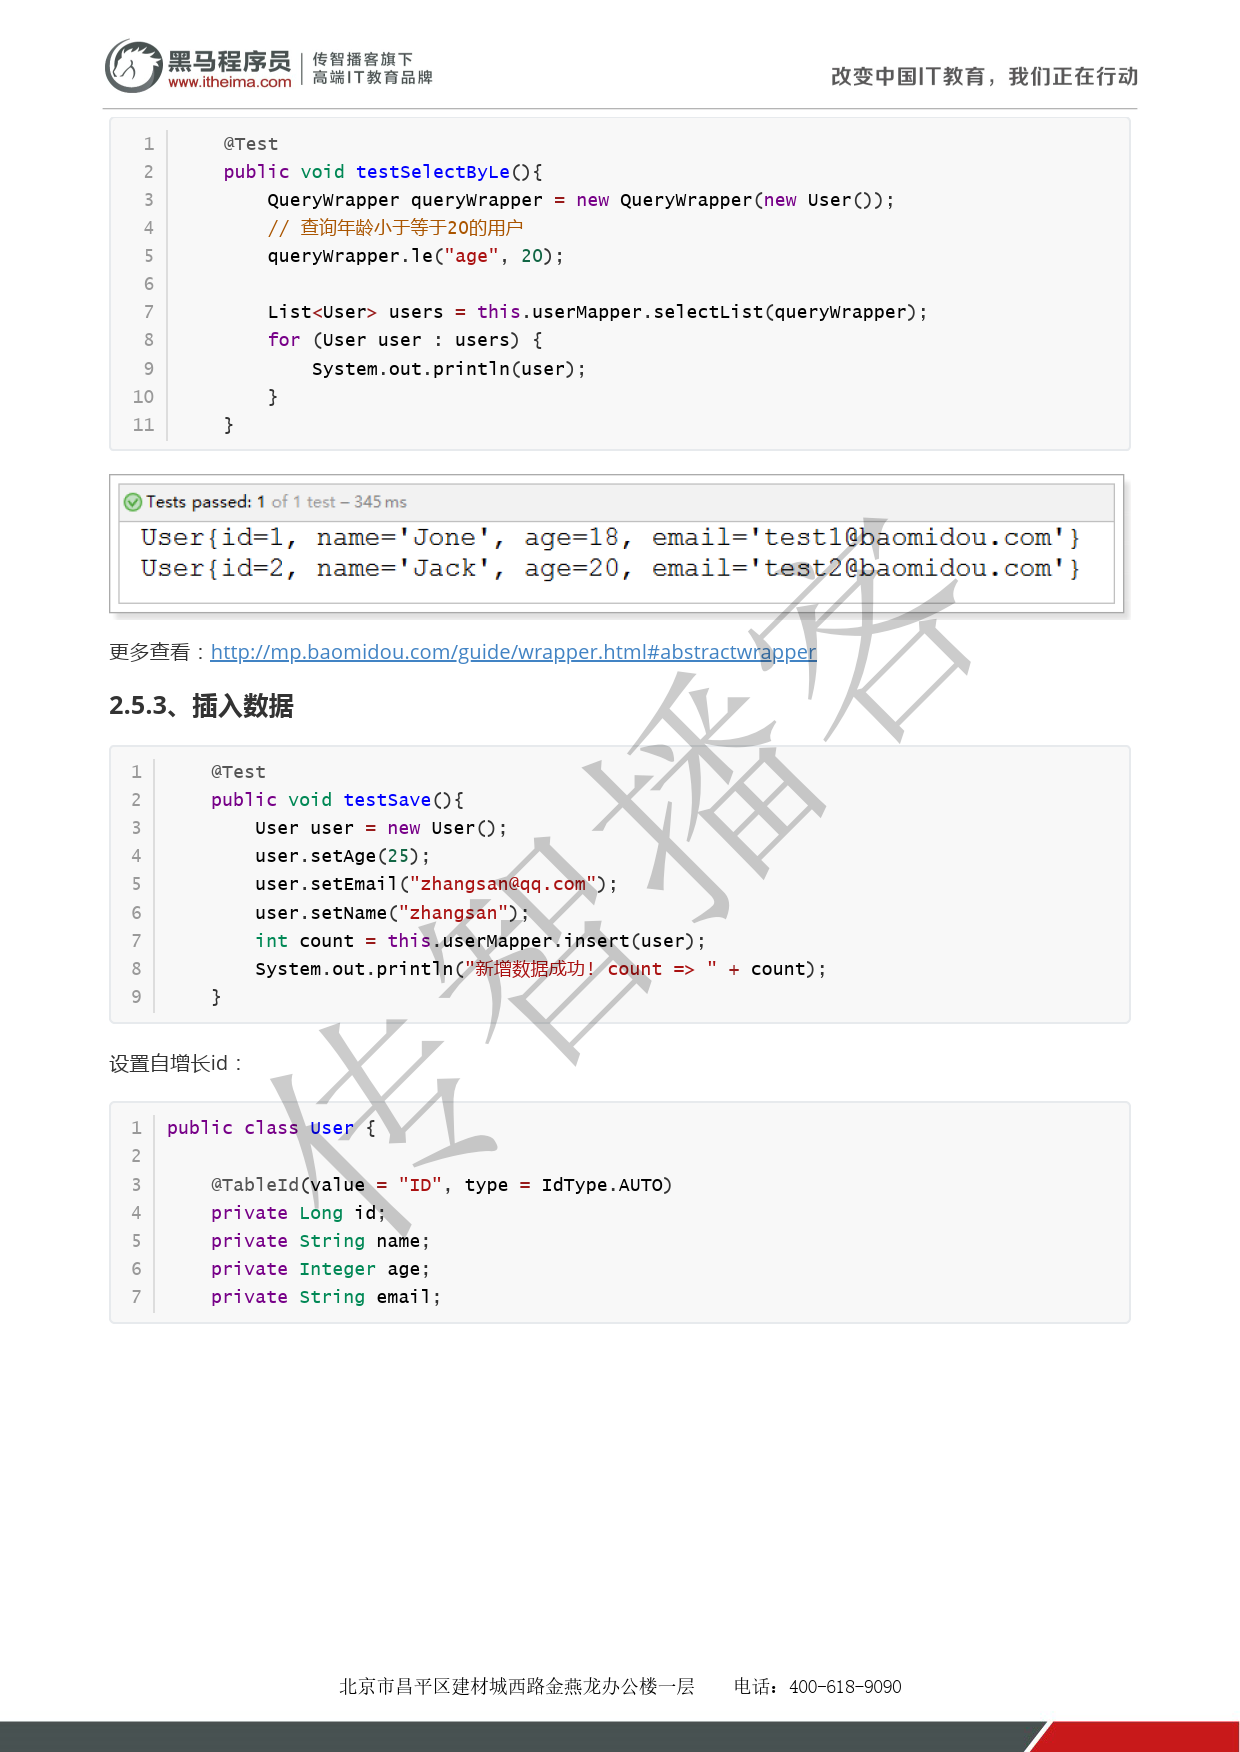 黑马程序员
www.itheima.com
传智播客旗下
高端IT教育品牌
改变中国IT教育，我们正在行动
1 @Test
2 public void testSelectByLe(){
3 QueryWrapper queryWrapper = new QueryWrapper(new User());
4 // 查询年龄小于等于20的用户
5 queryWrapper.le("age", 20);
6
7 List<User> users = this.userMapper.selectList(queryWrapper);
8 for (User user : users) {
9 System.out.println(user);
10 }
11 }
Tests passed: 1 of 1 test – 345 ms
User{id=1, name='Jone', age=18, email='test1@baomidou.com'}
User{id=2, name='Jack', age=20, email='test2@baomidou.com'}
更多查看：http://mp.baomidou.com/guide/wrapper.html#abstractwrapper
2.5.3、插入数据
1 @Test
2 public void testSave(){
3 User user = new User();
4 user.setAge(25);
5 user.setEmail("zhangsan@qq.com");
6 user.setName("zhangsan");
7 int count = this.userMapper.insert(user);
8 System.out.println("新增数据成功! count => " + count);
9 }
设置自增长id：
1 public class User {
2
3 @TableId(value = "ID", type = IdType.AUTO)
4 private Long id;
5 private String name;
6 private Integer age;
7 private String email;
传智播客
北京市昌平区建材城西路金燕龙办公楼一层 电话：400-618-9090